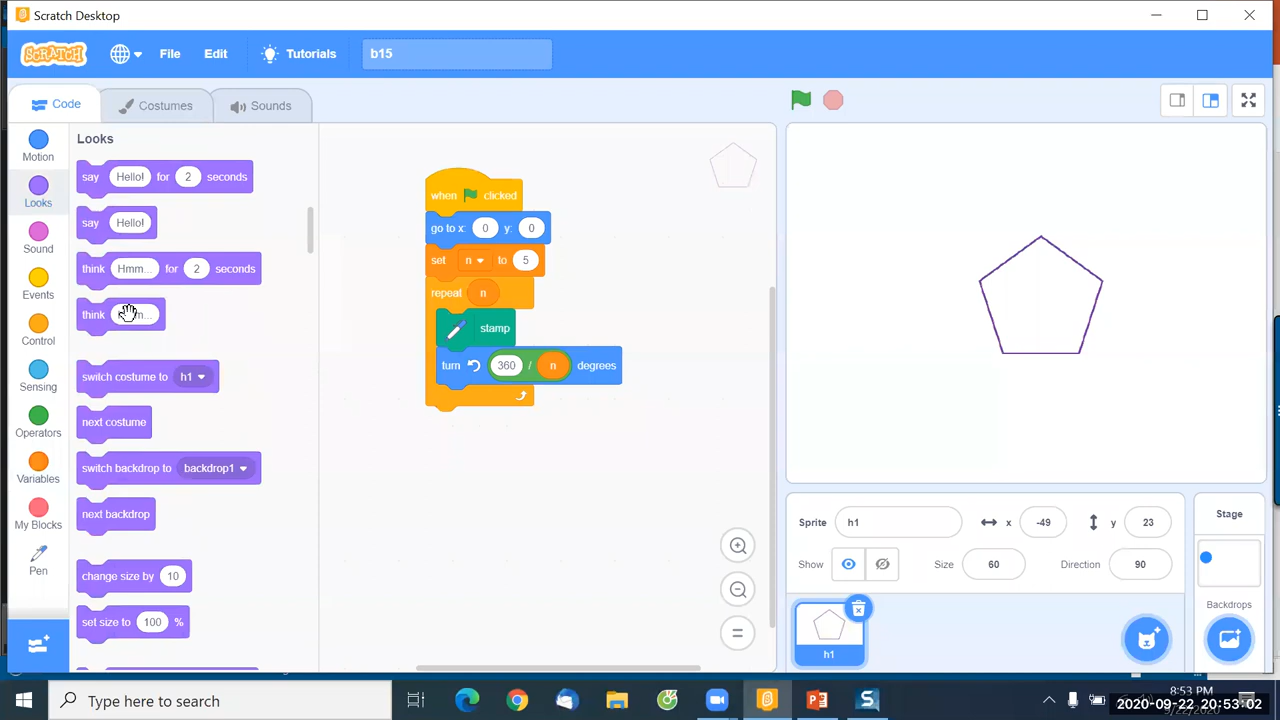 Scratch Desktop
SCRATCH
File
Edit
Tutorials
b15
Code
Costumes
Sounds
Motion
Looks
Sound
Events
Control
Sensing
Operators
Variables
My Blocks
Pen
Looks
say Hello! for 2 seconds
say Hello!
think Hmm... for 2 seconds
think
switch costume to h1
next costume
switch backdrop to backdrop1
next backdrop
change size by 10
set size to 100 %
when clicked
go to x: 0 y: 0
set n to 5
repeat n
stamp
turn 360 / n degrees
Sprite h1 x -49 y 23
Show Size 60 Direction 90
h1
Stage
Backdrops
Type here to search
8:53 PM
2020-09-22 20:53:02